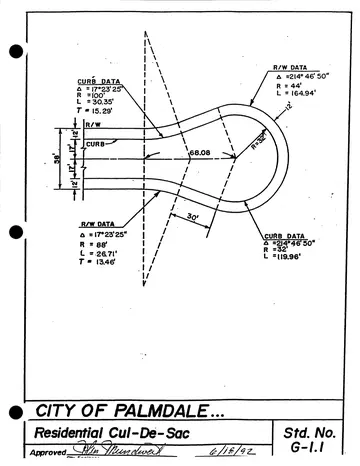 R/W DATA
Δ =214° 46' 50"
R = 44'
L = 164.94'
CURB DATA
Δ =17°23'25"
R =100'
L = 30.35'
T = 15.29'
12'
R/W
CURB
R=32'
68.08
12'
17'
58'
17'
12'
30'
R/W DATA
Δ =17°23'25"
R = 88'
L =26.71'
T = 13.46'
CURB DATA
Δ =214°46'50"
R =32'
L =119.96'
CITY OF PALMDALE...
Residential Cul-De-Sac
Std. No.
G-1.1
Approved
6/18/92